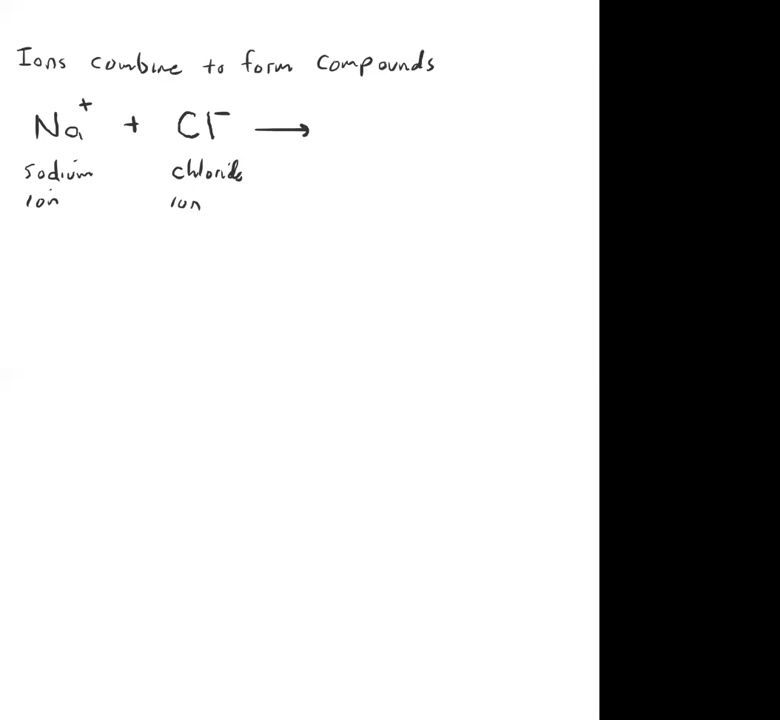 Ions combine to form compounds
Na⁺ + Cl⁻ →
sodium chloride
ion ion